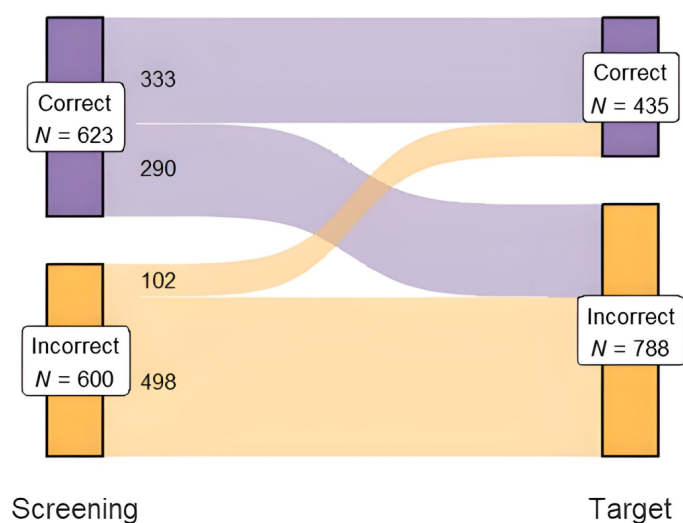 333
Correct
N = 623
Correct
N = 435
290
102
Incorrect
N = 600
Incorrect
N = 788
498
Screening
Target